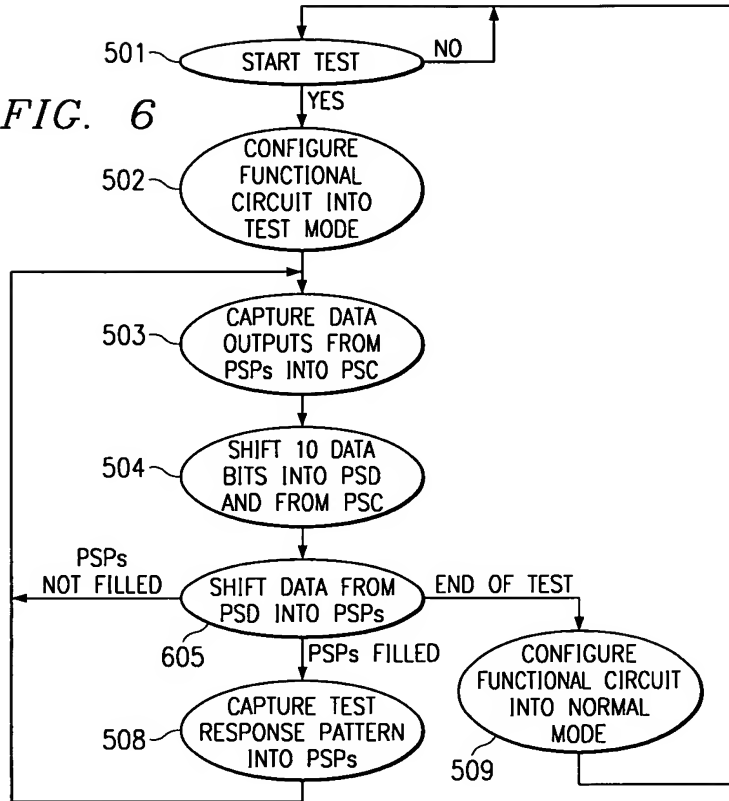 501
START TEST
NO
FIG. 6
YES
502
CONFIGURE
FUNCTIONAL
CIRCUIT INTO
TEST MODE
503
CAPTURE DATA
OUTPUTS FROM
PSPs INTO PSC
504
SHIFT 10 DATA
BITS INTO PSD
AND FROM PSC
PSPs
NOT FILLED
SHIFT DATA FROM
PSD INTO PSPs
END OF TEST
605
PSPs FILLED
508
CAPTURE TEST
RESPONSE PATTERN
INTO PSPs
CONFIGURE
FUNCTIONAL CIRCUIT
INTO NORMAL
MODE
509